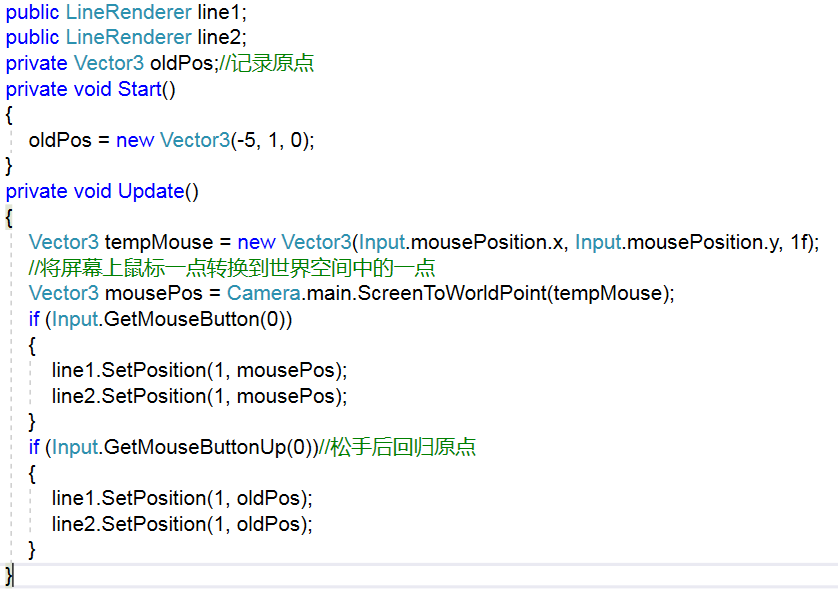 public LineRenderer line1;
public LineRenderer line2;
private Vector3 oldPos;//记录原点
private void Start()
{
    oldPos = new Vector3(-5, 1, 0);
}
private void Update()
{
    Vector3 tempMouse = new Vector3(Input.mousePosition.x, Input.mousePosition.y, 1f);
    //将屏幕上鼠标一点转换到世界空间中的一点
    Vector3 mousePos = Camera.main.ScreenToWorldPoint(tempMouse);
    if (Input.GetMouseButton(0))
    {
        line1.SetPosition(1, mousePos);
        line2.SetPosition(1, mousePos);
    }
    if (Input.GetMouseButtonUp(0))//松手后回归原点
    {
        line1.SetPosition(1, oldPos);
        line2.SetPosition(1, oldPos);
    }
}